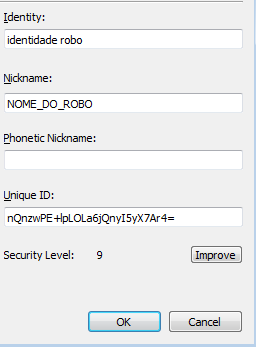 Identity:
identidade robo
Nickname:
NOME_DO_ROBO
Phonetic Nickname:
Unique ID:
nQnzwPE+lpLOLa6jQnyI5yX7Ar4=
Security Level: 9 Improve
OK Cancel